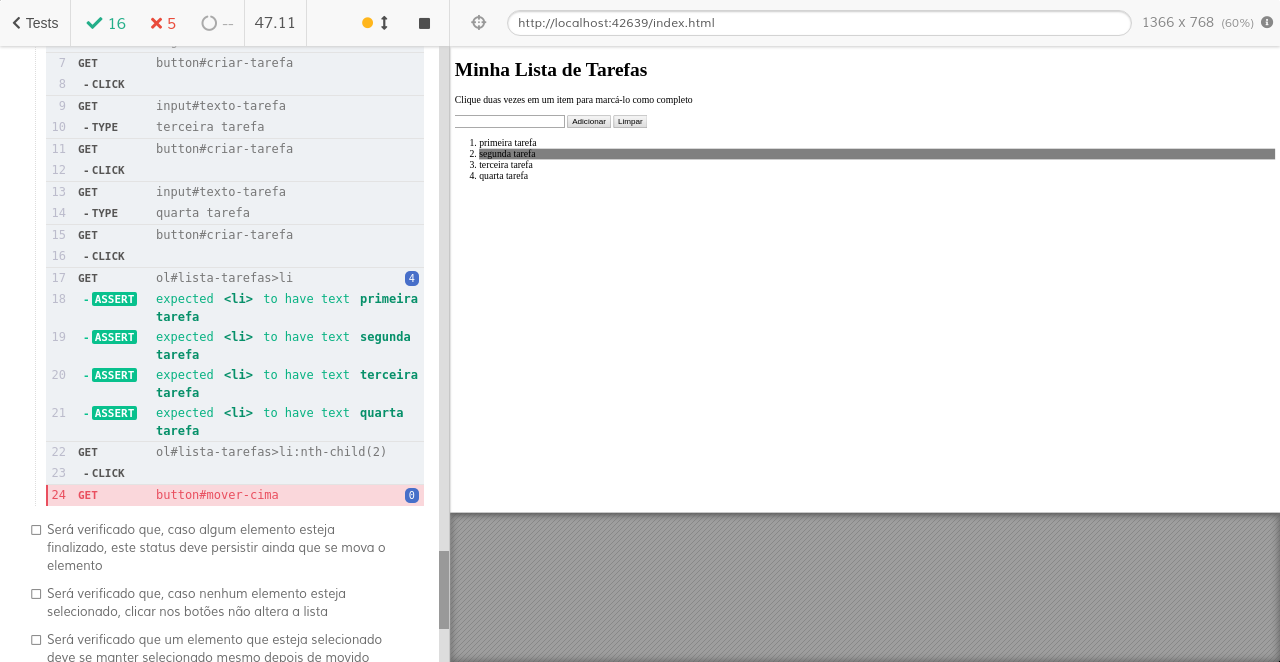 Tests 16 5 -- 47.11 http://localhost:42639/index.html 1366 x 768 (60%)
7 GET button#criar-tarefa
8 - CLICK
9 GET input#texto-tarefa
10 - TYPE terceira tarefa
11 GET button#criar-tarefa
12 - CLICK
13 GET input#texto-tarefa
14 - TYPE quarta tarefa
15 GET button#criar-tarefa
16 - CLICK
17 GET ol#lista-tarefas>li 4
18 - ASSERT expected <li> to have text primeira
tarefa
19 - ASSERT expected <li> to have text segunda
tarefa
20 - ASSERT expected <li> to have text terceira
tarefa
21 - ASSERT expected <li> to have text quarta
tarefa
22 GET ol#lista-tarefas>li:nth-child(2)
23 - CLICK
24 GET button#mover-cima 0
Será verificado que, caso algum elemento esteja
finalizado, este status deve persistir ainda que se mova o
elemento
Será verificado que, caso nenhum elemento esteja
selecionado, clicar nos botões não altera a lista
Será verificado que um elemento que esteja selecionado
deve se manter selecionado mesmo depois de movido
Minha Lista de Tarefas
Clique duas vezes em um item para marcá-lo como completo
Adicionar Limpar
1. primeira tarefa
2. segunda tarefa
3. terceira tarefa
4. quarta tarefa